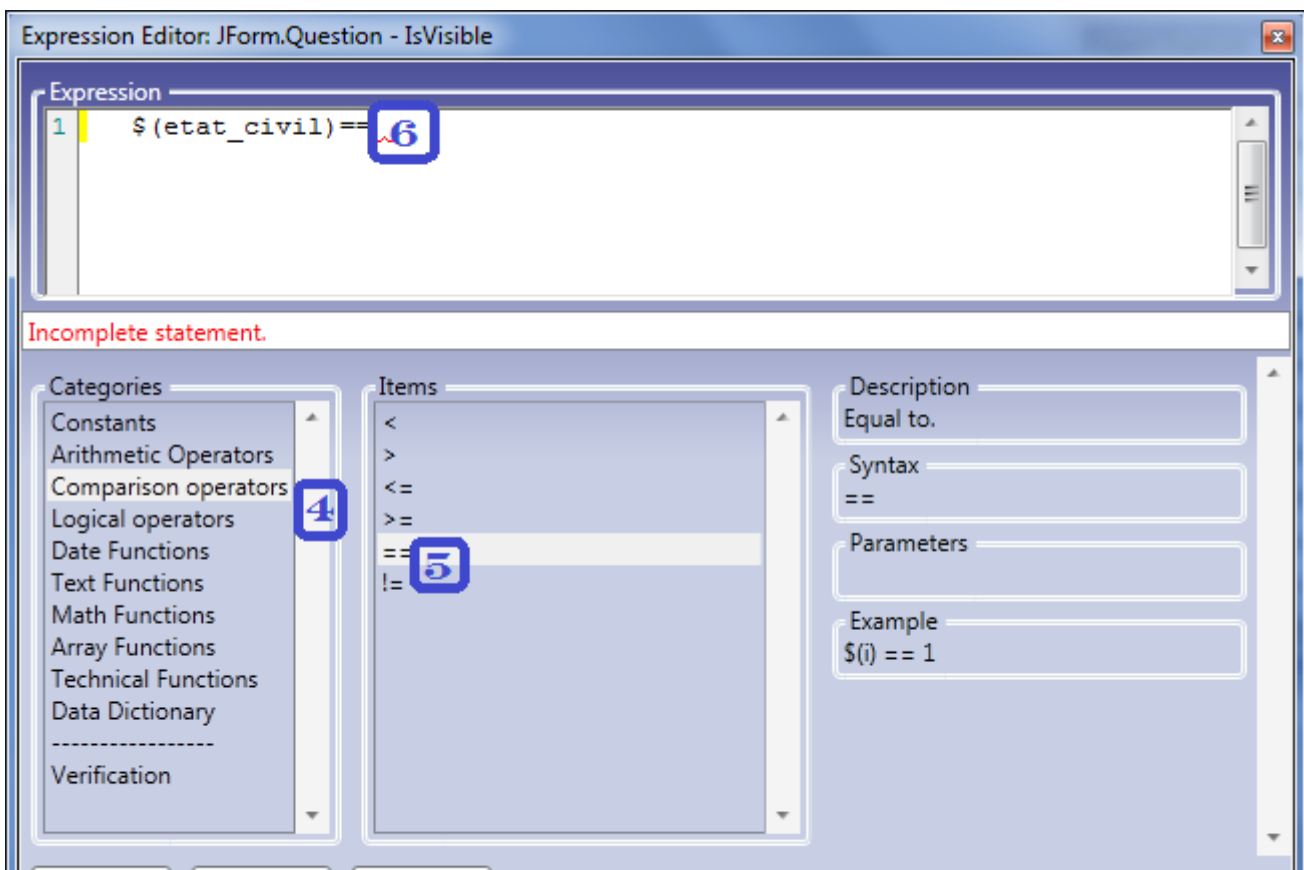 Expression Editor: JForm.Question - IsVisible
Expression
1 $(etat_civil)== 6
Incomplete statement.
Categories
Constants
Arithmetic Operators
Comparison operators
4
Logical operators
Date Functions
Text Functions
Math Functions
Array Functions
Technical Functions
Data Dictionary
-----------------
Verification
Items
<
>
<=
>=
==
5
!=
Description
Equal to.
Syntax
==
Parameters
Example
$(i) == 1